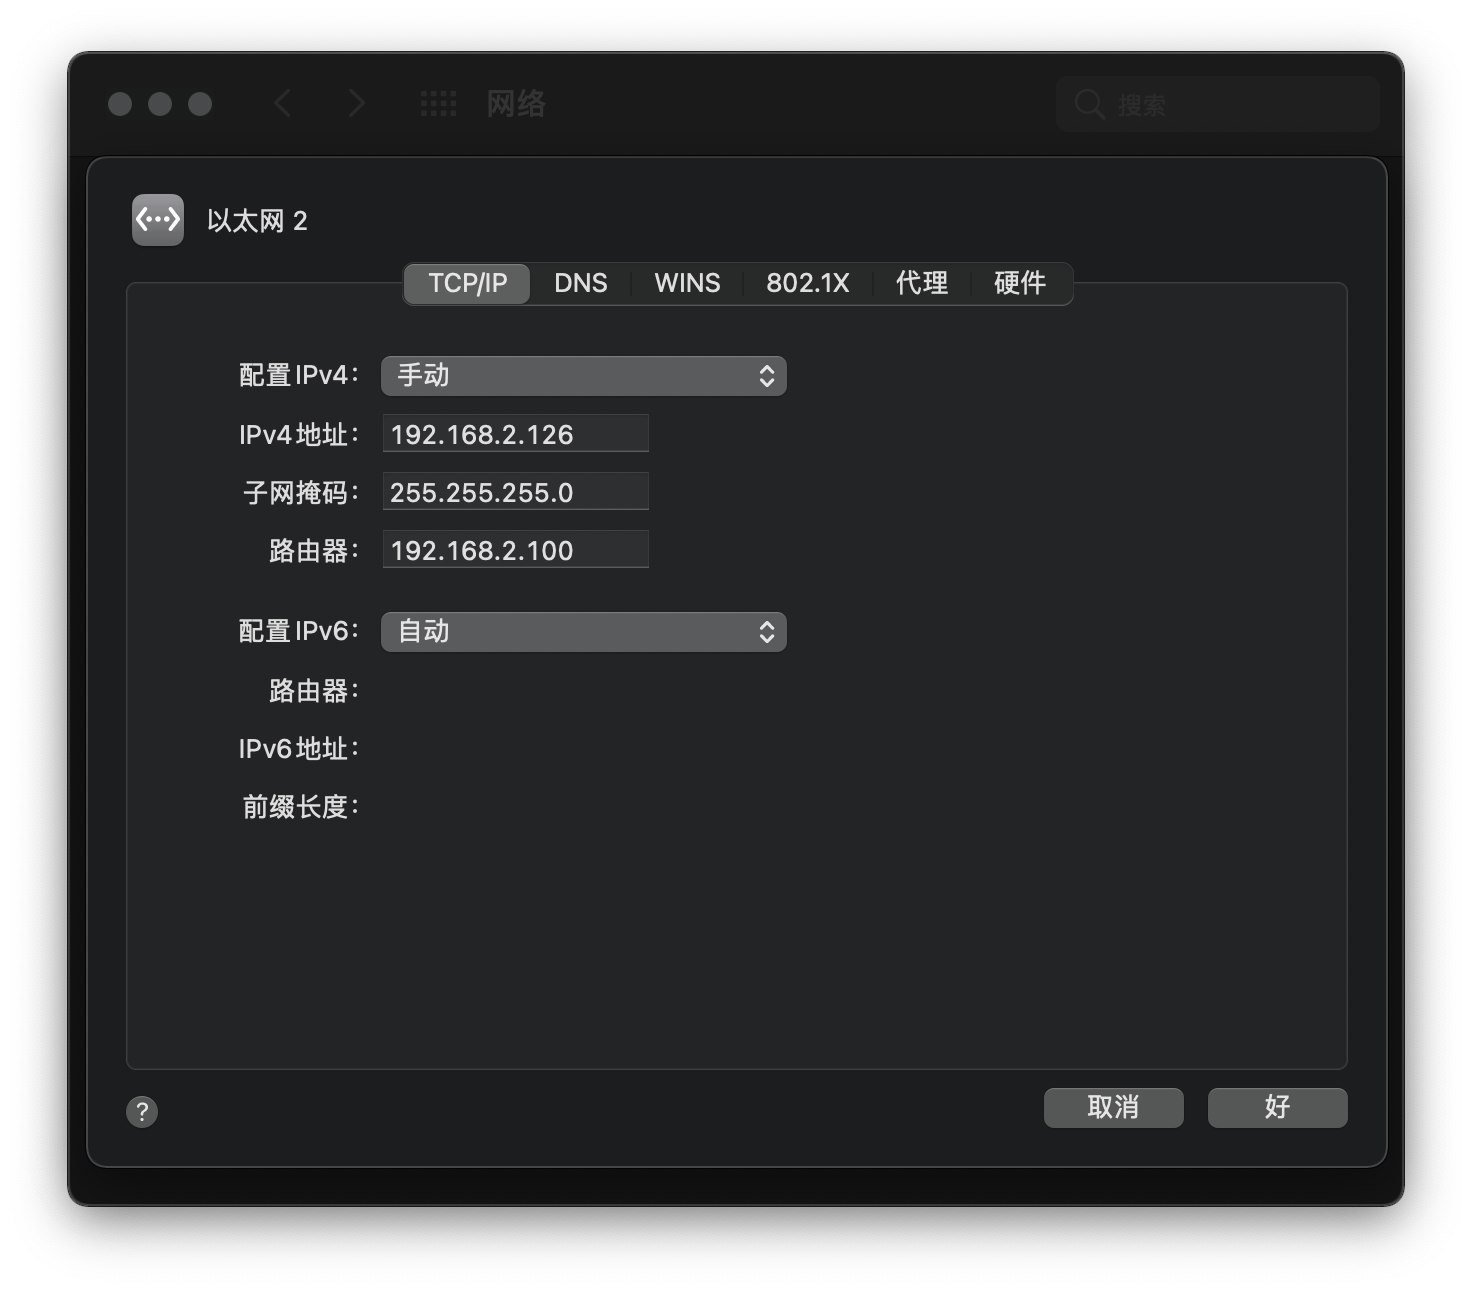 网络
搜索
以太网 2
TCP/IP DNS WINS 802.1X 代理 硬件
配置 IPv4： 手动
IPv4 地址： 192.168.2.126
子网掩码： 255.255.255.0
路由器： 192.168.2.100
配置 IPv6： 自动
路由器：
IPv6 地址：
前缀长度：
? 取消 好